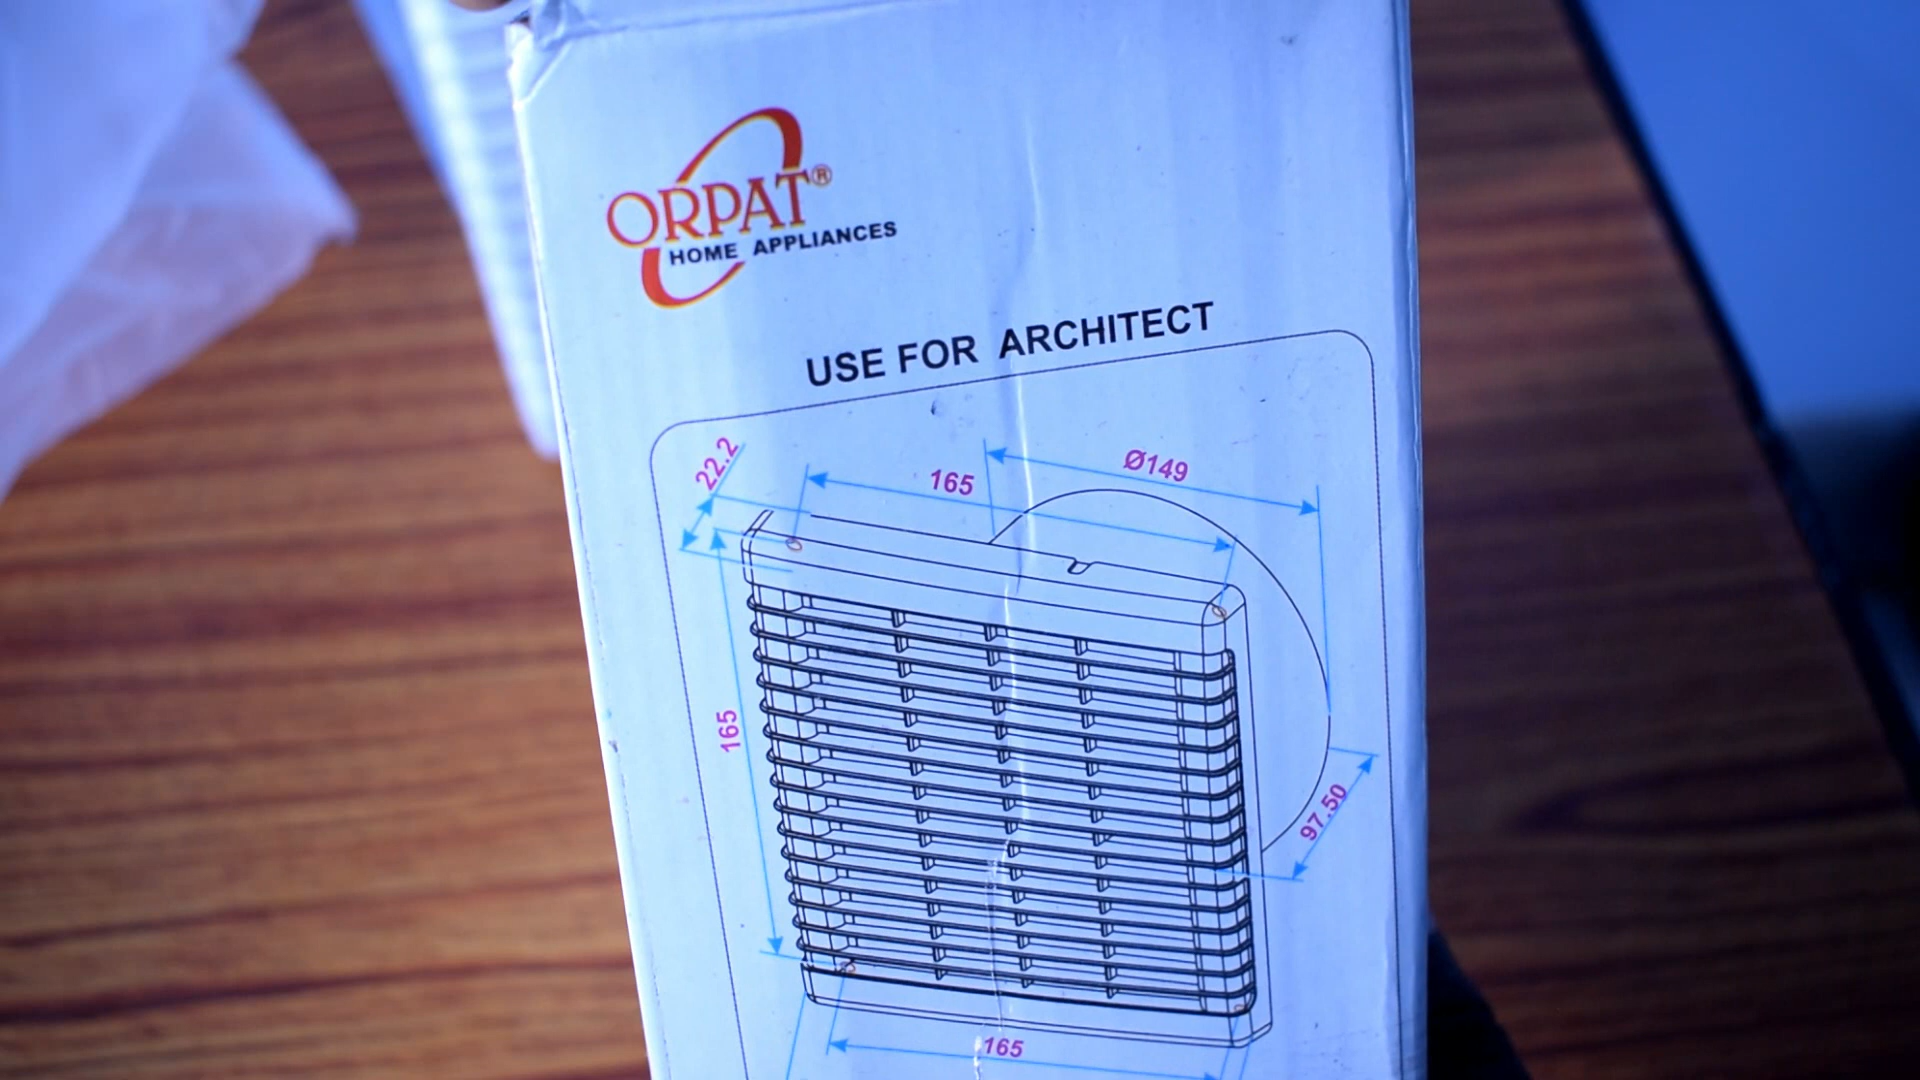 ORPAT®
HOME APPLIANCES
USE FOR ARCHITECT
22.2
165
Ø149
165
97.50
165